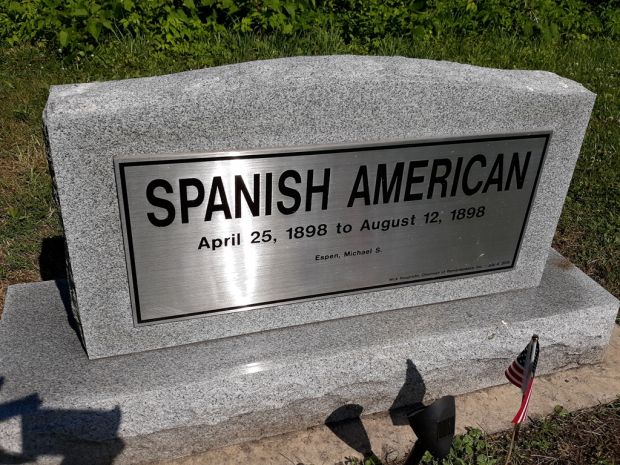 SPANISH AMERICAN
April 25, 1898 to August 12, 1898
Espen, Michael S.